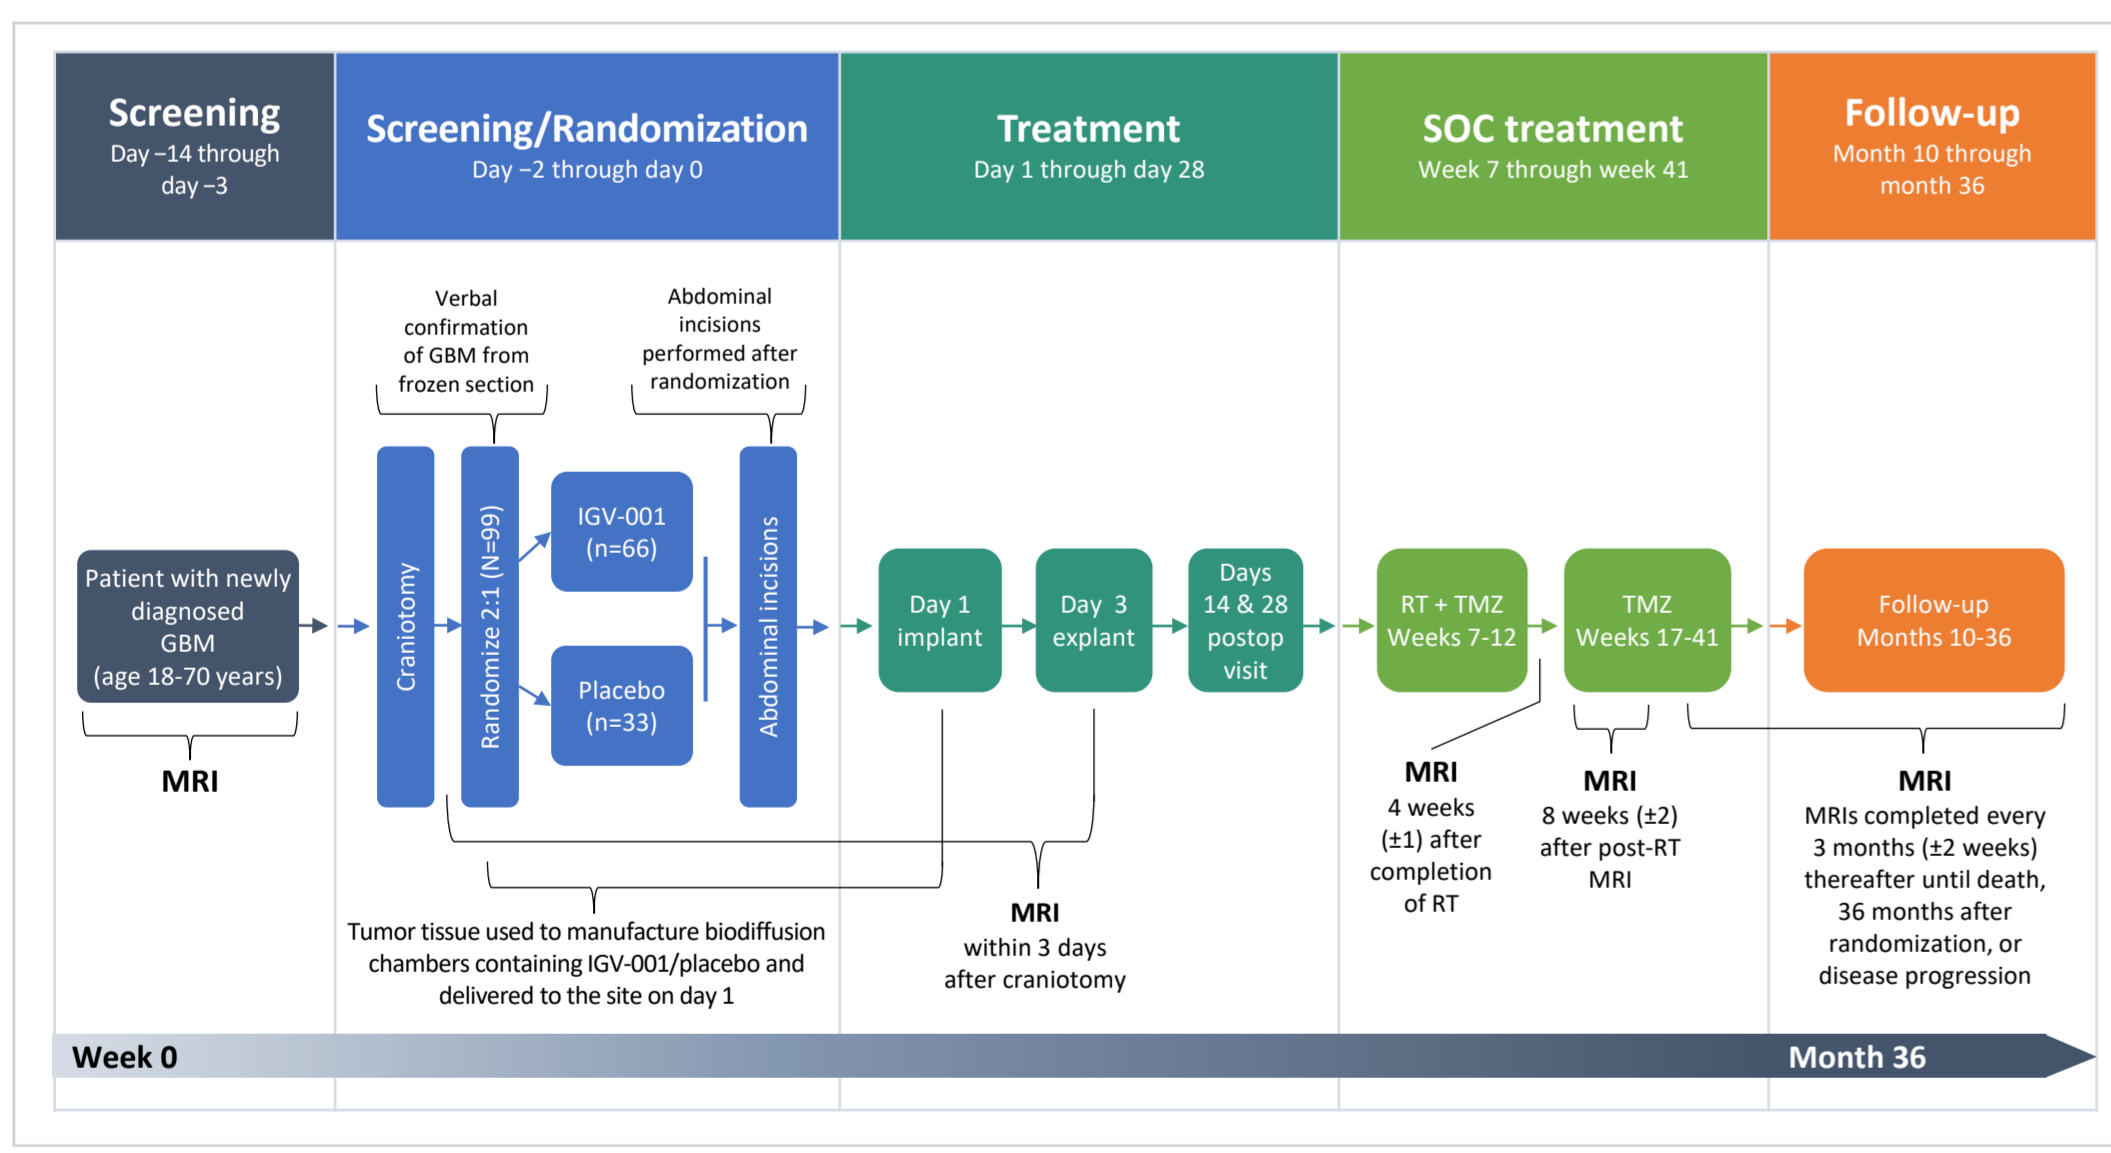 Screening
Day −14 through
day −3
Screening/Randomization
Day −2 through day 0
Treatment
Day 1 through day 28
SOC treatment
Week 7 through week 41
Follow-up
Month 10 through
month 36
Patient with newly
diagnosed
GBM
(age 18-70 years)
MRI
Verbal
confirmation
of GBM from
frozen section
Abdominal
incisions
performed after
randomization
Craniotomy
Randomize 2:1 (N=99)
IGV-001
(n=66)
Placebo
(n=33)
Abdominal incisions
Tumor tissue used to manufacture biodiffusion
chambers containing IGV-001/placebo and
delivered to the site on day 1
Day 1
implant
Day 3
explant
Days
14 & 28
postop
visit
MRI
within 3 days
after craniotomy
RT + TMZ
Weeks 7-12
TMZ
Weeks 17-41
MRI
4 weeks
(±1) after
completion
of RT
MRI
8 weeks (±2)
after post-RT
MRI
Follow-up
Months 10-36
MRI
MRIs completed every
3 months (±2 weeks)
thereafter until death,
36 months after
randomization, or
disease progression
Week 0
Month 36